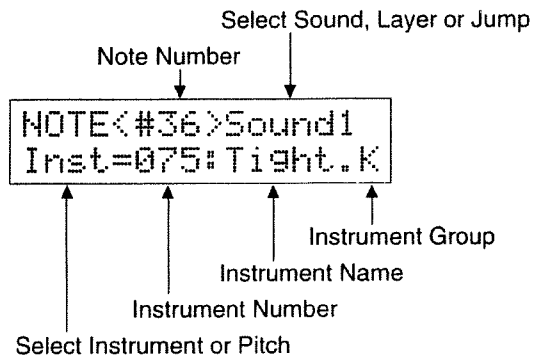 Select Sound, Layer or Jump
Note Number
NOTE<#36>Sound1
Inst=075:Tight.K
Instrument Group
Instrument Name
Instrument Number
Select Instrument or Pitch